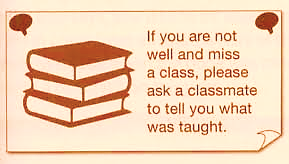 If you are not
well and miss
a class, please
ask a classmate
to tell you what
was taught.